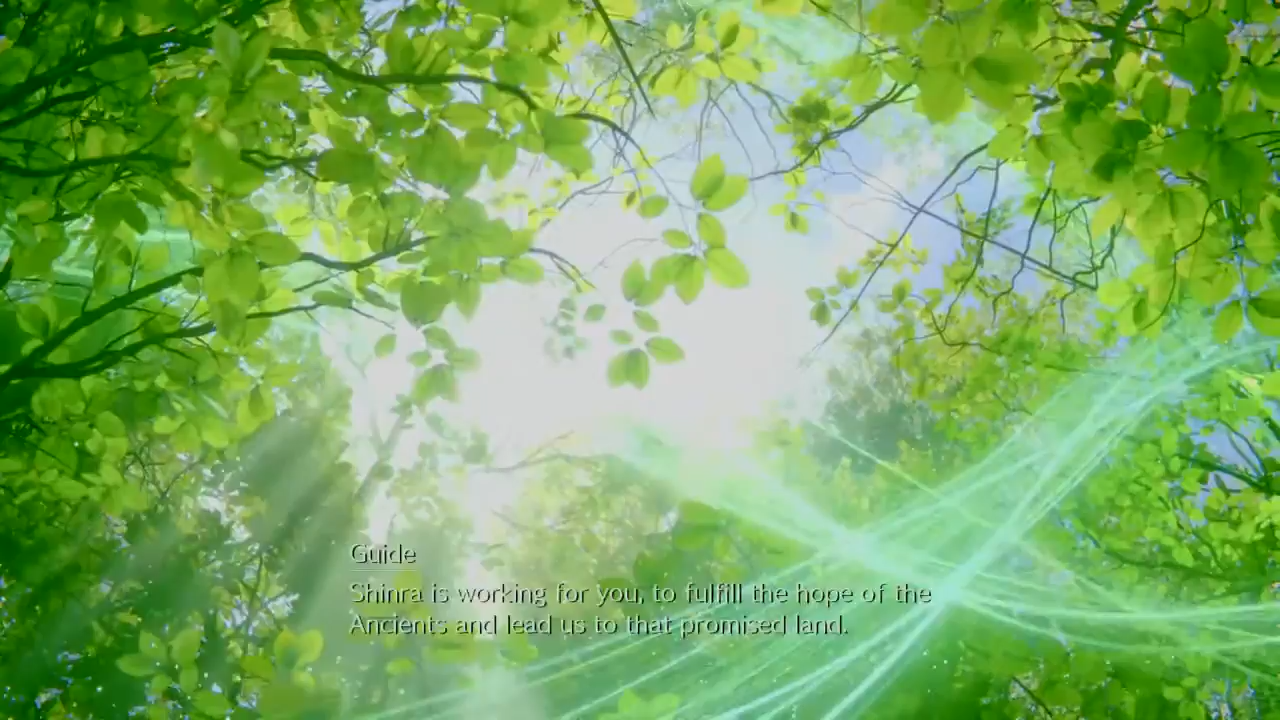 Guide
Shinra is working for you, to fulfill the hope of the
Ancients and lead us to that promised land.